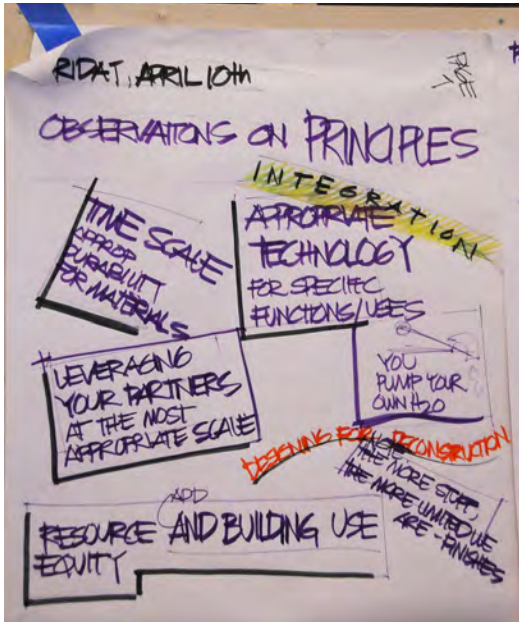 RIDAY, APRIL 10th
PAGE
1
OBSERVATIONS ON PRINCIPLES
INTEGRATION
TIME SCALE
APPROP
DURABILITY
FOR MATERIALS
APPROPRIATE
TECHNOLOGY
FOR SPECIFIC
FUNCTIONS/USES
LEVERAGING
YOUR PARTNERS
AT THE MOST
APPROPRIATE SCALE
YOU
PUMP YOUR
OWN H2O
DESIGNING FOR DECONSTRUCTION
THE MORE STUFF,
THE MORE LIMITED WE
ARE - FINISHES
ADD
RESOURCE AND BUILDING USE
EQUITY